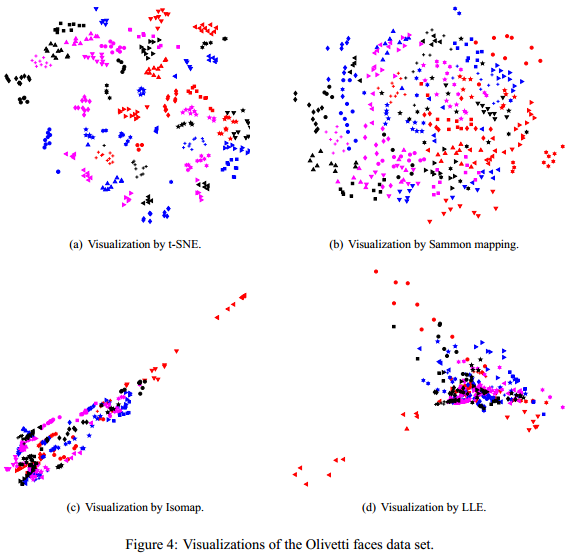 (a) Visualization by t-SNE.
(b) Visualization by Sammon mapping.
(c) Visualization by Isomap.
(d) Visualization by LLE.
Figure 4: Visualizations of the Olivetti faces data set.